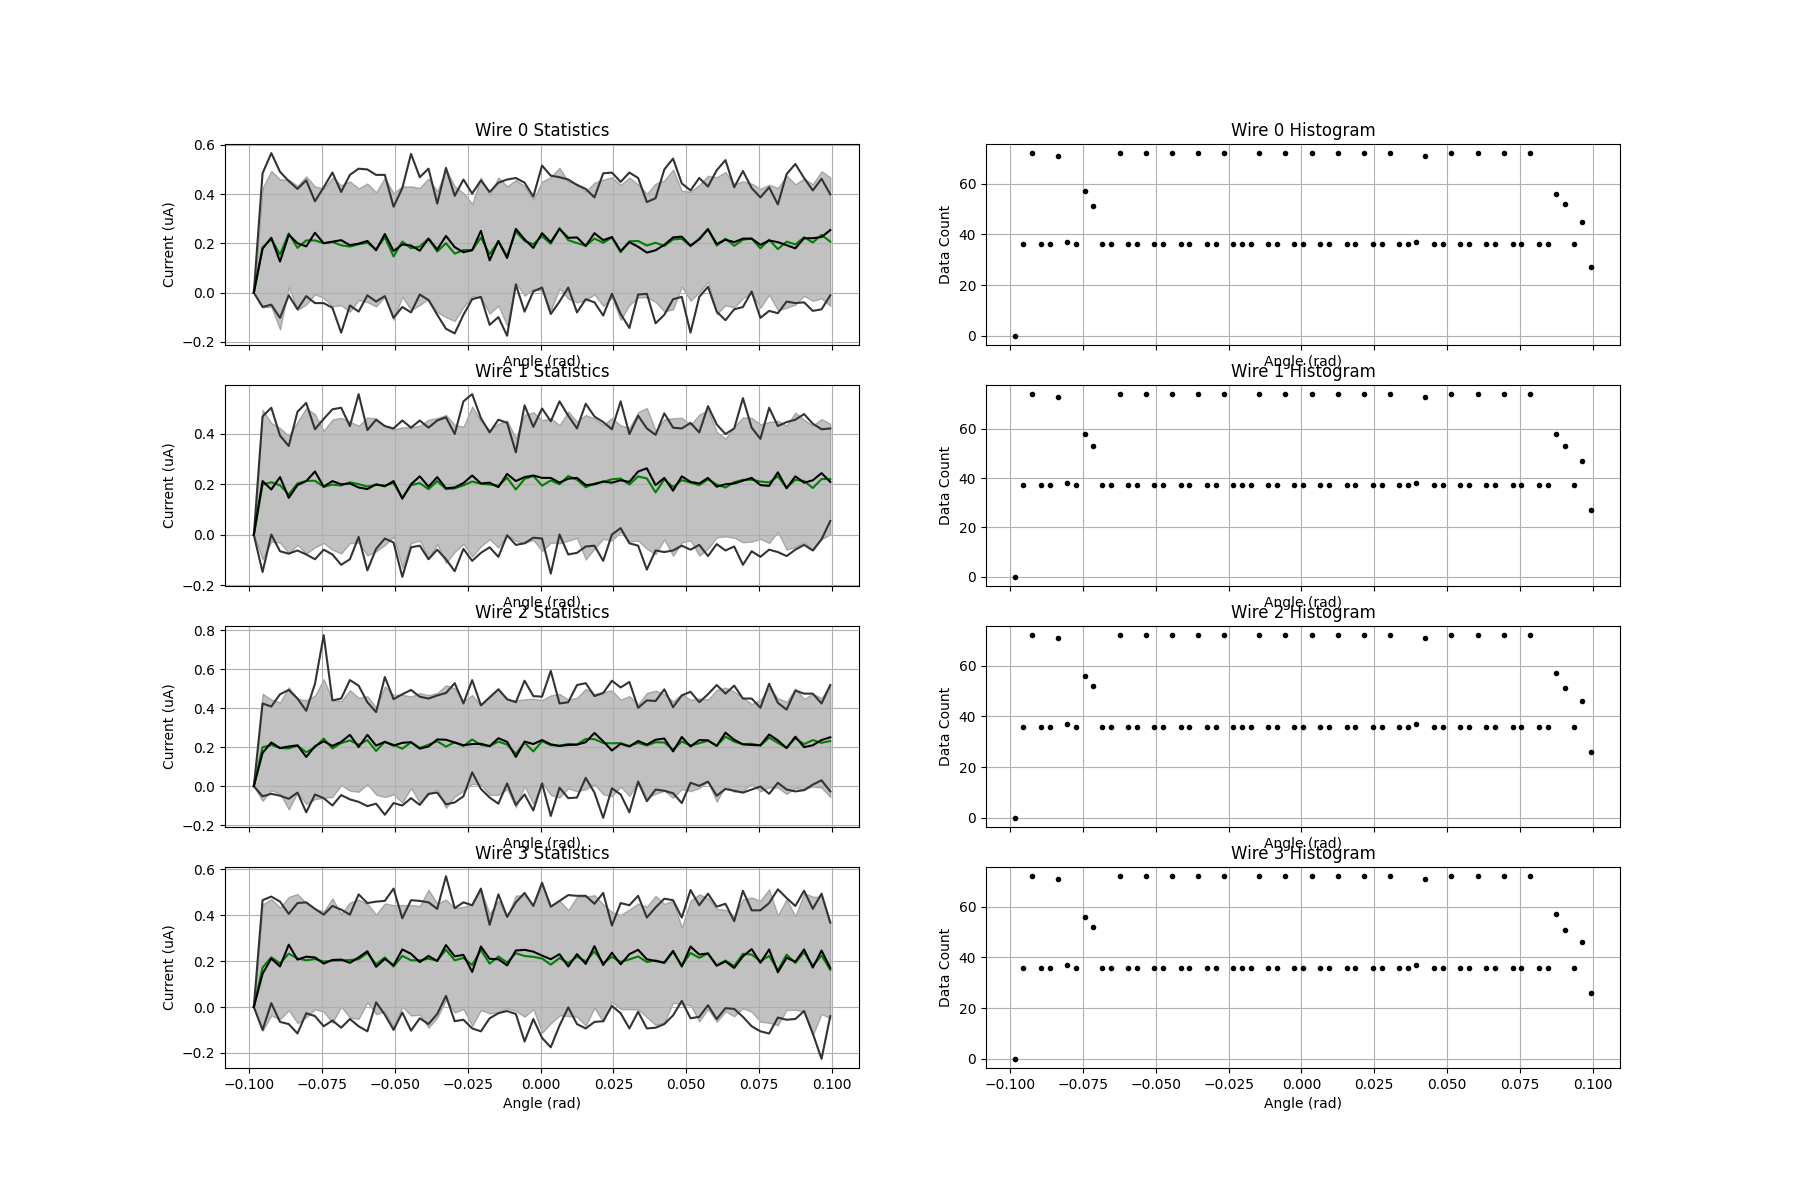 Wire 0 Statistics
0.6
0.4
0.2
0.0
−0.2
Current (uA)
Angle (rad)
Wire 0 Histogram
60
40
20
0
Data Count
Angle (rad)
Wire 1 Statistics
0.4
0.2
0.0
−0.2
Current (uA)
Angle (rad)
Wire 1 Histogram
60
40
20
0
Data Count
Angle (rad)
Wire 2 Statistics
0.8
0.6
0.4
0.2
0.0
−0.2
Current (uA)
Angle (rad)
Wire 2 Histogram
60
40
20
0
Data Count
Angle (rad)
Wire 3 Statistics
0.6
0.4
0.2
0.0
−0.2
Current (uA)
−0.100 −0.075 −0.050 −0.025 0.000 0.025 0.050 0.075 0.100
Angle (rad)
Wire 3 Histogram
60
40
20
0
Data Count
−0.100 −0.075 −0.050 −0.025 0.000 0.025 0.050 0.075 0.100
Angle (rad)